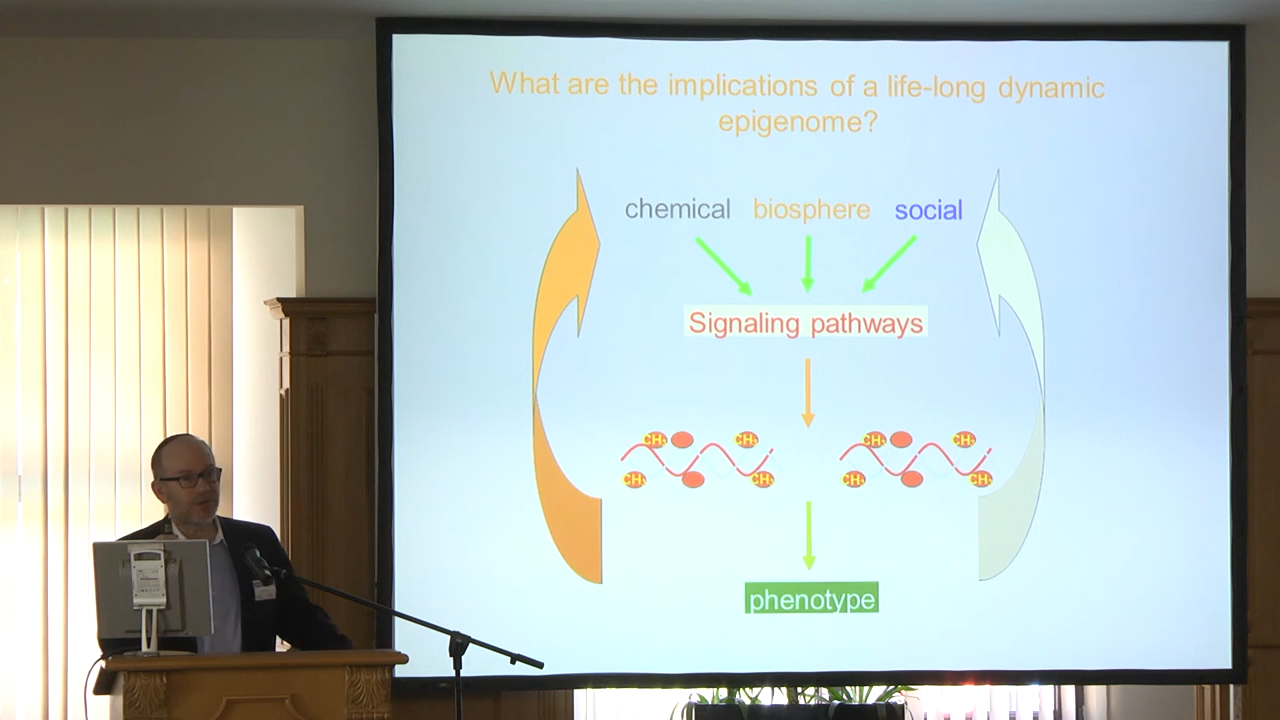 What are the implications of a life-long dynamic
epigenome?
chemical biosphere social
Signaling pathways
CH3 CH3 CH3 CH3
CH3 CH3 CH3 CH3
phenotype